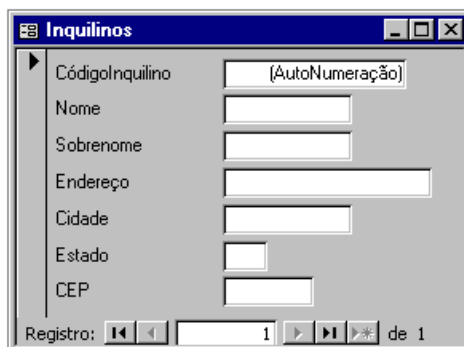 Inquilinos
CódigoInquilino (AutoNumeração)
Nome
Sobrenome
Endereço
Cidade
Estado
CEP
Registro: 1 de 1